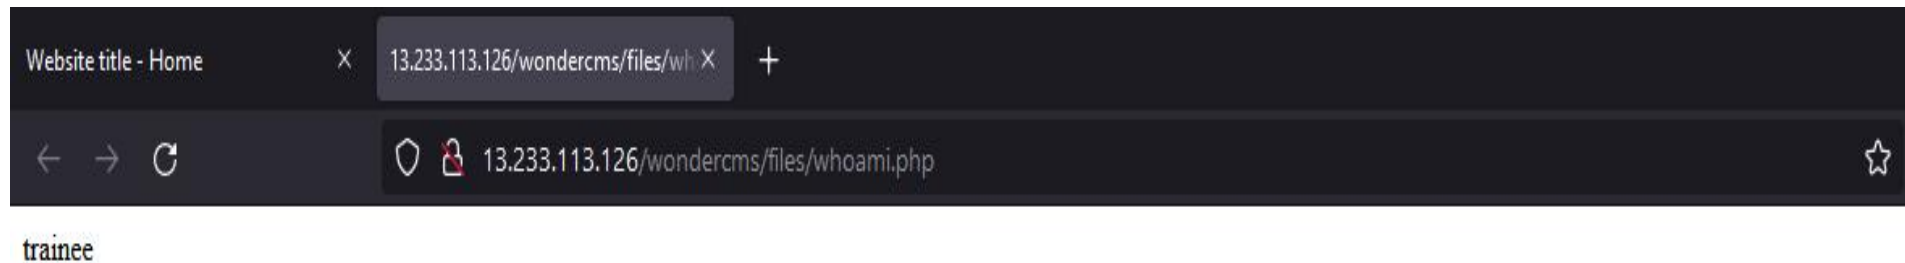 Website title - Home
13.233.113.126/wondercms/files/wh
13.233.113.126/wondercms/files/whoami.php
trainee